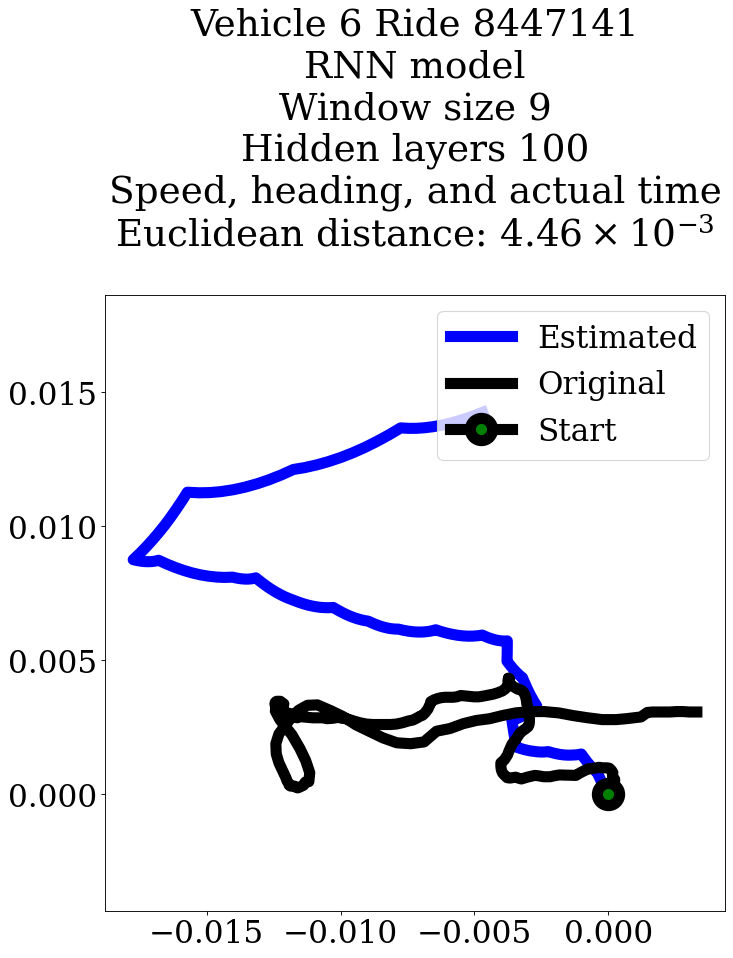 Vehicle 6 Ride 8447141
RNN model
Window size 9
Hidden layers 100
Speed, heading, and actual time
Euclidean distance: 4.46 × 10⁻³
Estimated
Original
Start
0.015
0.010
0.005
0.000
−0.015
−0.010
−0.005
0.000